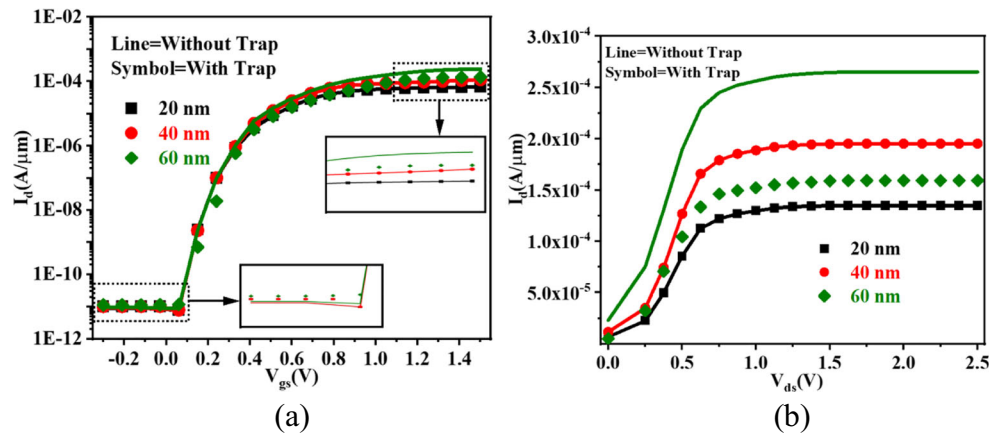 1E-02
1E-04
1E-06
1E-08
1E-10
1E-12
I_d(A/μm)
Line=Without Trap
Symbol=With Trap
20 nm
40 nm
60 nm
-0.2 0.0 0.2 0.4 0.6 0.8 1.0 1.2 1.4 1.6
V_gs(V)
(a)
3.0x10⁻⁴
2.5x10⁻⁴
2.0x10⁻⁴
1.5x10⁻⁴
1.0x10⁻⁴
5.0x10⁻⁵
I_d(A/μm)
Line=Without Trap
Symbol=With Trap
20 nm
40 nm
60 nm
0.0 0.5 1.0 1.5 2.0 2.5
V_ds(V)
(b)